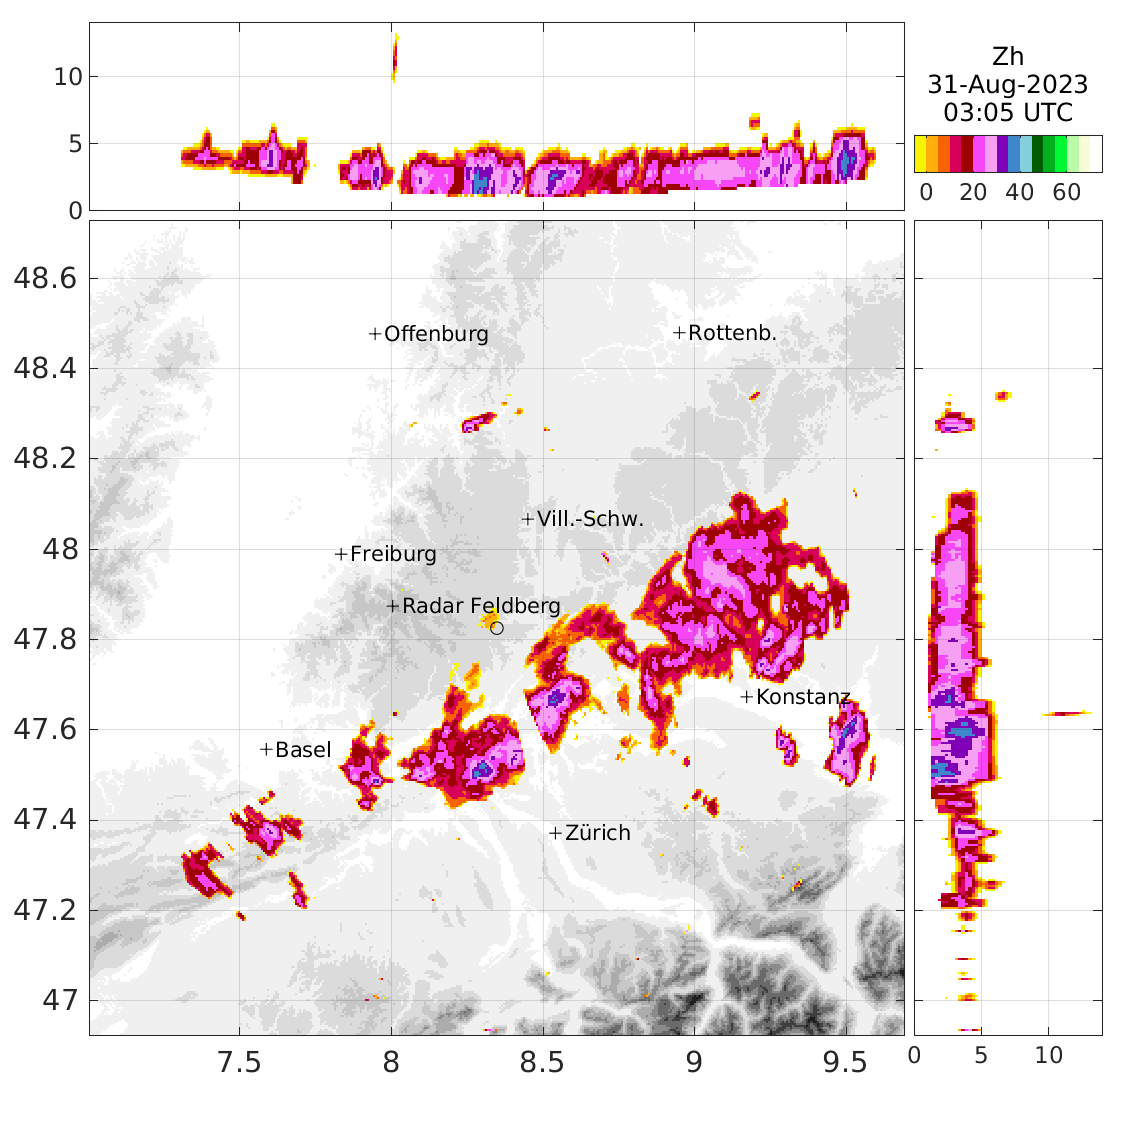 10
5
0
Zh
31-Aug-2023
03:05 UTC
0 20 40 60
48.6
48.4
48.2
48
47.8
47.6
47.4
47.2
47
+Offenburg
+Rottenb.
+Vill.-Schw.
+Freiburg
+Radar Feldberg
+Konstanz
+Basel
+Zürich
7.5 8 8.5 9 9.5
0 5 10